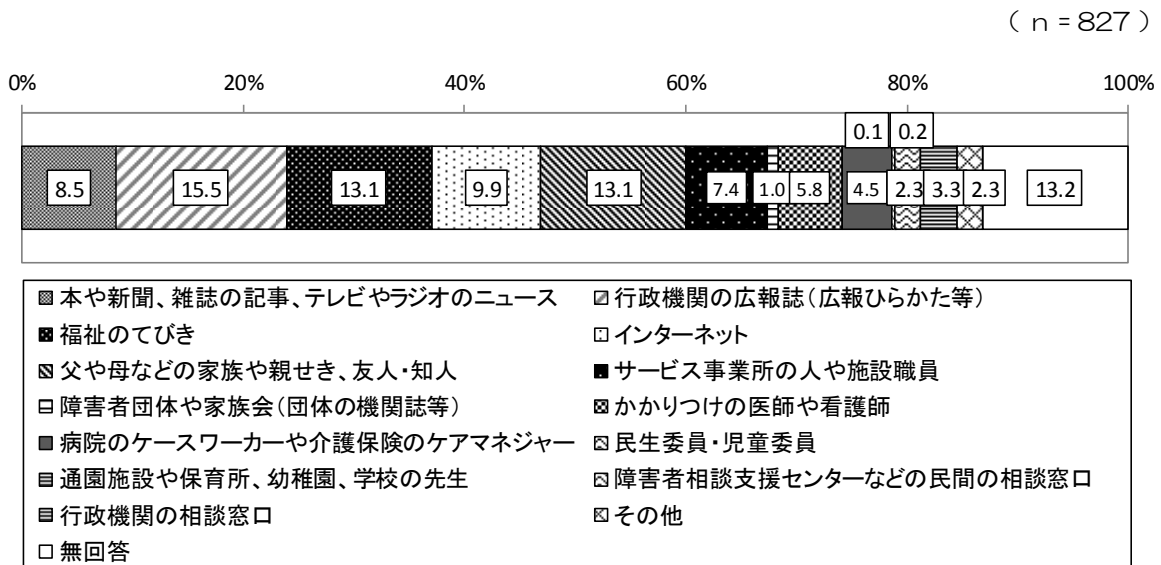 （ｎ＝827）
0% 20% 40% 60% 80% 100%
0.1 0.2
8.5 15.5 13.1 9.9 13.1 7.4 1.0 5.8 4.5 2.3 3.3 2.3 13.2
本や新聞、雑誌の記事、テレビやラジオのニュース 行政機関の広報誌（広報ひらかた等）
福祉のてびき インターネット
父や母などの家族や親せき、友人・知人 サービス事業所の人や施設職員
障害者団体や家族会（団体の機関誌等） かかりつけの医師や看護師
病院のケースワーカーや介護保険のケアマネジャー 民生委員・児童委員
通園施設や保育所、幼稚園、学校の先生 障害者相談支援センターなどの民間の相談窓口
行政機関の相談窓口 その他
無回答